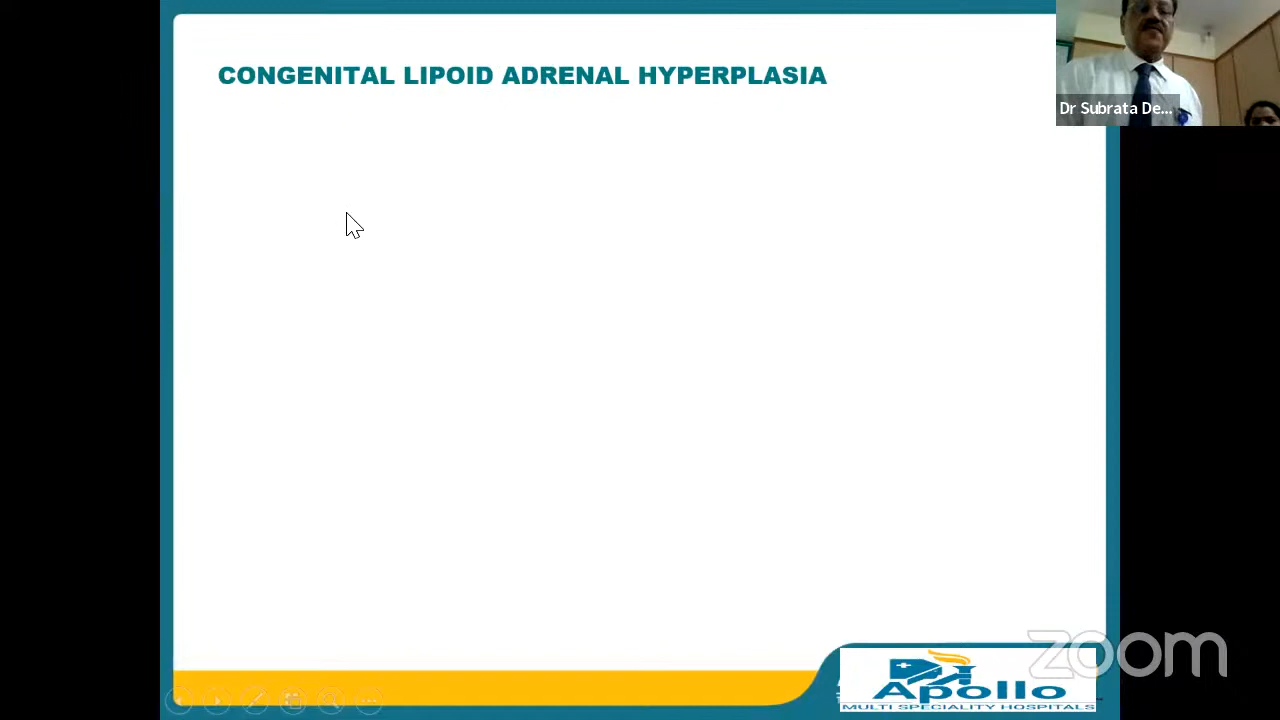 CONGENITAL LIPOID ADRENAL HYPERPLASIA
Dr Subrata De...
zoom
Apollo
MULTI SPECIALITY HOSPITALS